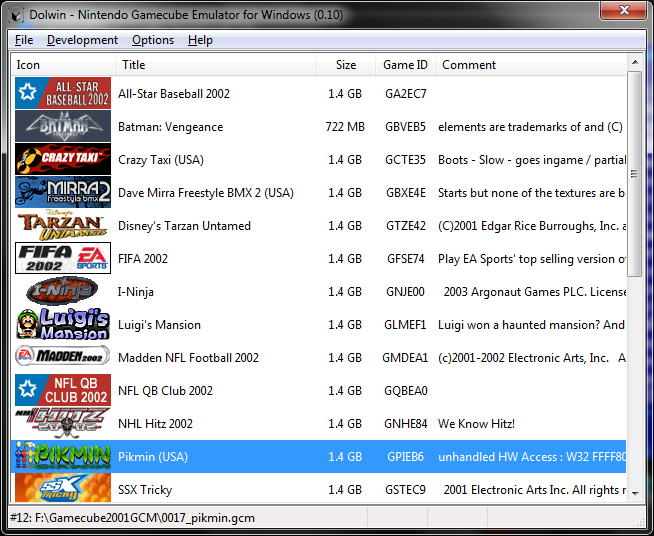 Dolwin - Nintendo Gamecube Emulator for Windows (0.10)
File Development Options Help
Icon Title Size Game ID Comment
ALL-STAR BASEBALL 2002 All-Star Baseball 2002 1.4 GB GA2EC7
BATMAN Batman: Vengeance 722 MB GBVEB5 elements are trademarks of and (C)
CRAZY TAXI Crazy Taxi (USA) 1.4 GB GCTE35 Boots - Slow - goes ingame / partial
MIRRA freestyle bmx 2 Dave Mirra Freestyle BMX 2 (USA) 1.4 GB GBXE4E Starts but none of the textures are b
Disney's TARZAN UNTAMED Disney's Tarzan Untamed 1.4 GB GTZE42 (C)2001 Edgar Rice Burroughs, Inc. a
FIFA 2002 EA SPORTS FIFA 2002 1.4 GB GFSE74 Play EA Sports' top selling version of
I-Ninja I-Ninja 1.4 GB GNJE00 2003 Argonaut Games PLC. License
Luigi's Mansion Luigi's Mansion 1.4 GB GLMEF1 Luigi won a haunted mansion? And
EA MADDEN 2002 Madden NFL Football 2002 1.4 GB GMDEA1 (c)2001-2002 Electronic Arts, Inc. A
NFL QB CLUB 2002 NFL QB Club 2002 1.4 GB GQBEA0
NHL HITZ 2002 NHL Hitz 2002 1.4 GB GNHE84 We Know Hitz!
PIKMIN Pikmin (USA) 1.4 GB GPIEB6 unhandled HW Access : W32 FFFF80
SSX TRICKY SSX Tricky 1.4 GB GSTEC9 2001 Electronic Arts Inc. All rights r
#12: F:\Gamecube2001GCM\0017_pikmin.gcm